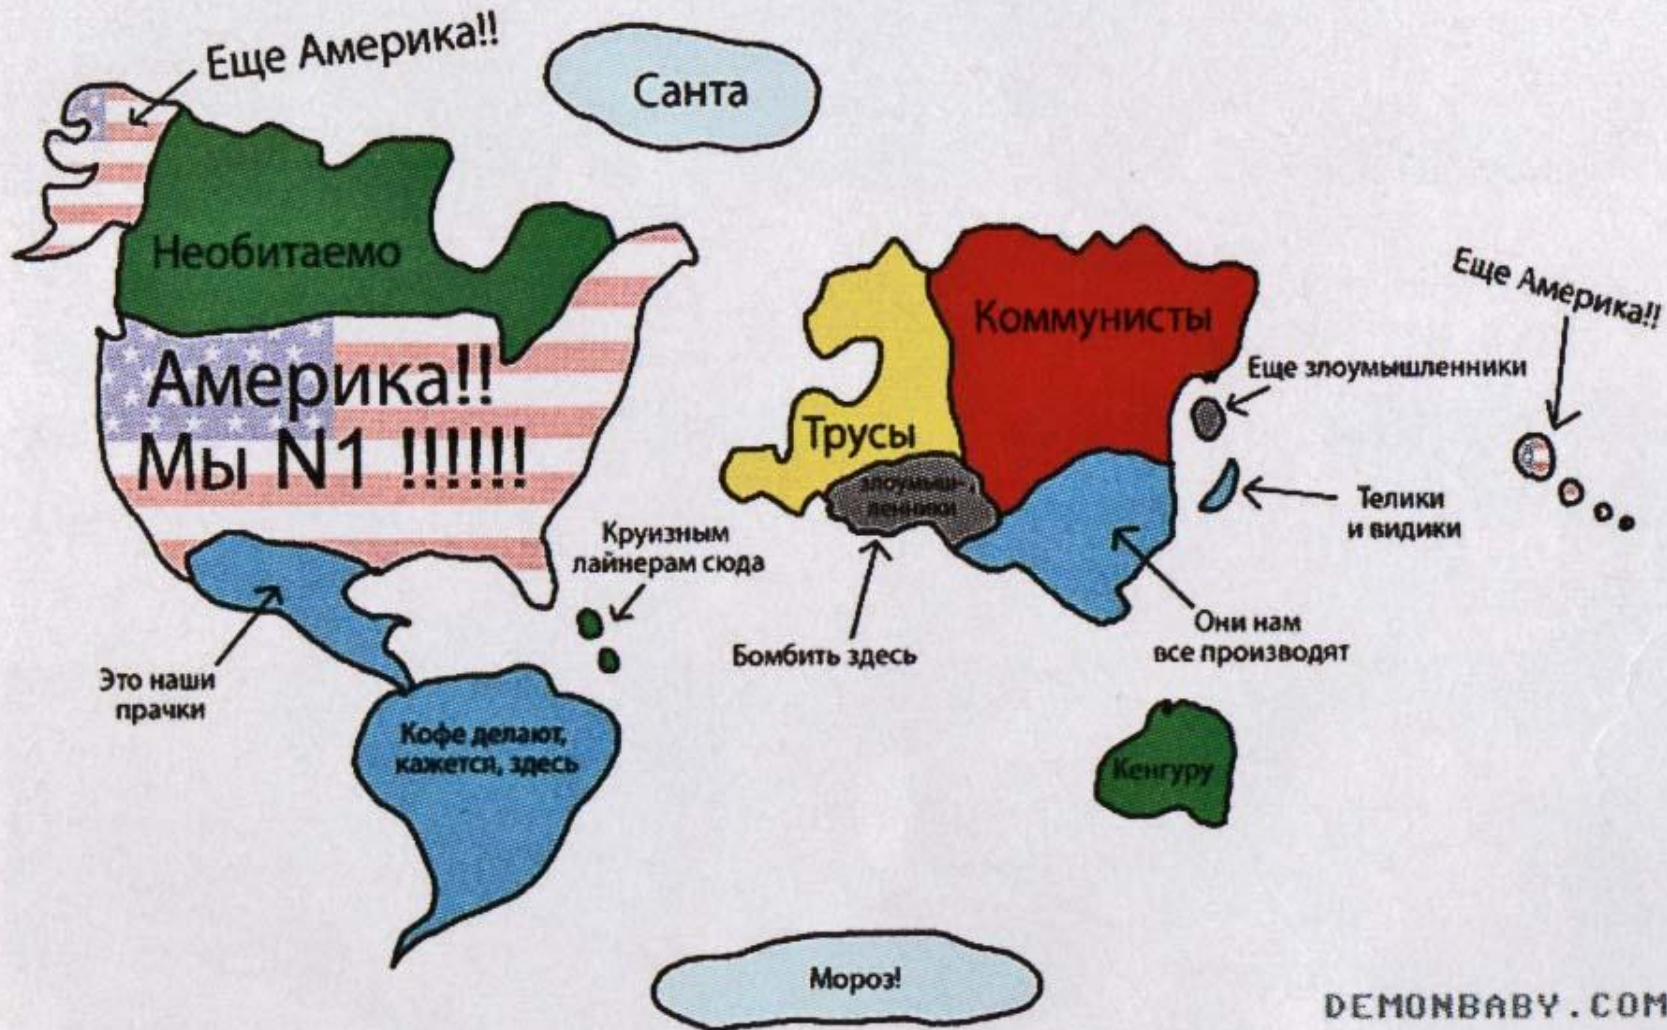 Еще Америка!!
Санта
Необитаемо
Еще Америка!!
Коммунисты
Америка!!
Мы N1 !!!!!!
Еще злоумышленники
Трусы
злоумыш-
ленники
Телики
и видики
Круизным
лайнерам сюда
Бомбить здесь
Они нам
все производят
Это наши
прачки
Кофе делают,
кажется, здесь
Кенгуру
Мороз!
DEMONBABY.COM